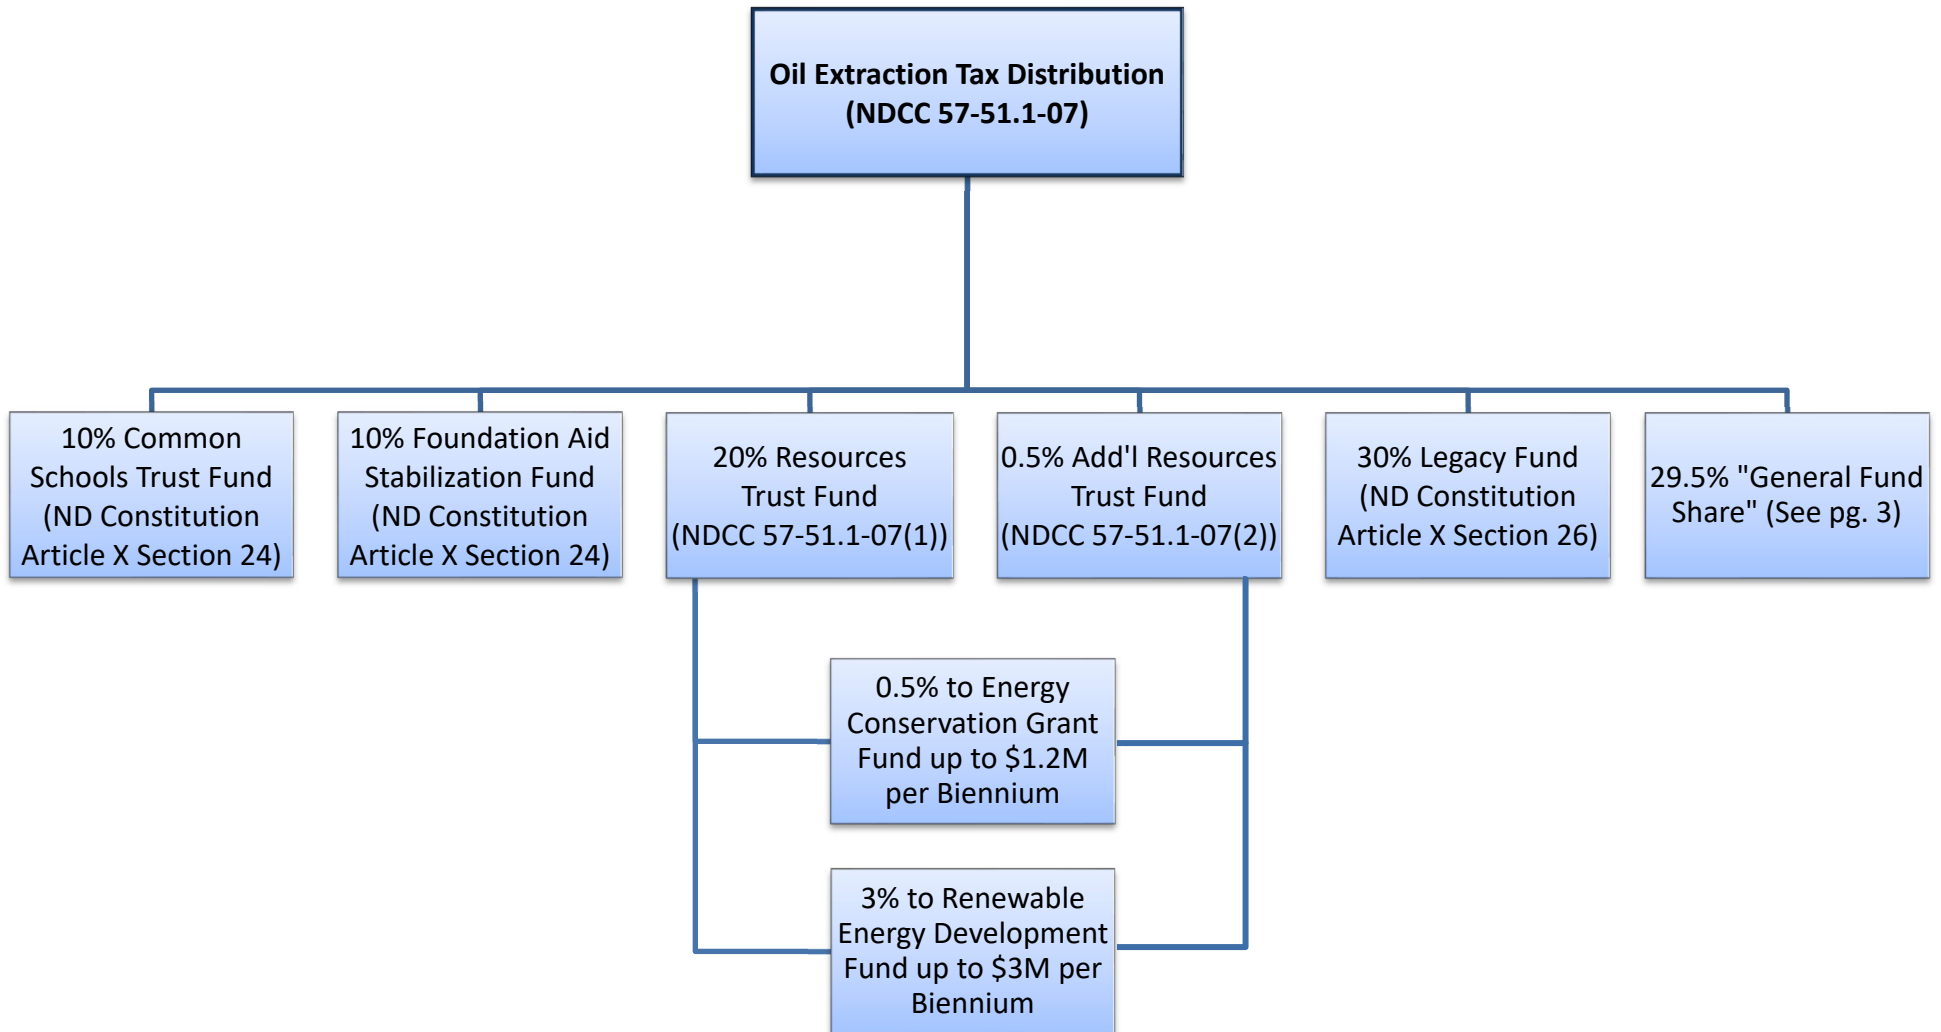 Oil Extraction Tax Distribution
(NDCC 57-51.1-07)
10% Common
Schools Trust Fund
(ND Constitution
Article X Section 24)
10% Foundation Aid
Stabilization Fund
(ND Constitution
Article X Section 24)
20% Resources
Trust Fund
(NDCC 57-51.1-07(1))
0.5% Add'l Resources
Trust Fund
(NDCC 57-51.1-07(2))
30% Legacy Fund
(ND Constitution
Article X Section 26)
29.5% "General Fund
Share" (See pg. 3)
0.5% to Energy
Conservation Grant
Fund up to $1.2M
per Biennium
3% to Renewable
Energy Development
Fund up to $3M per
Biennium